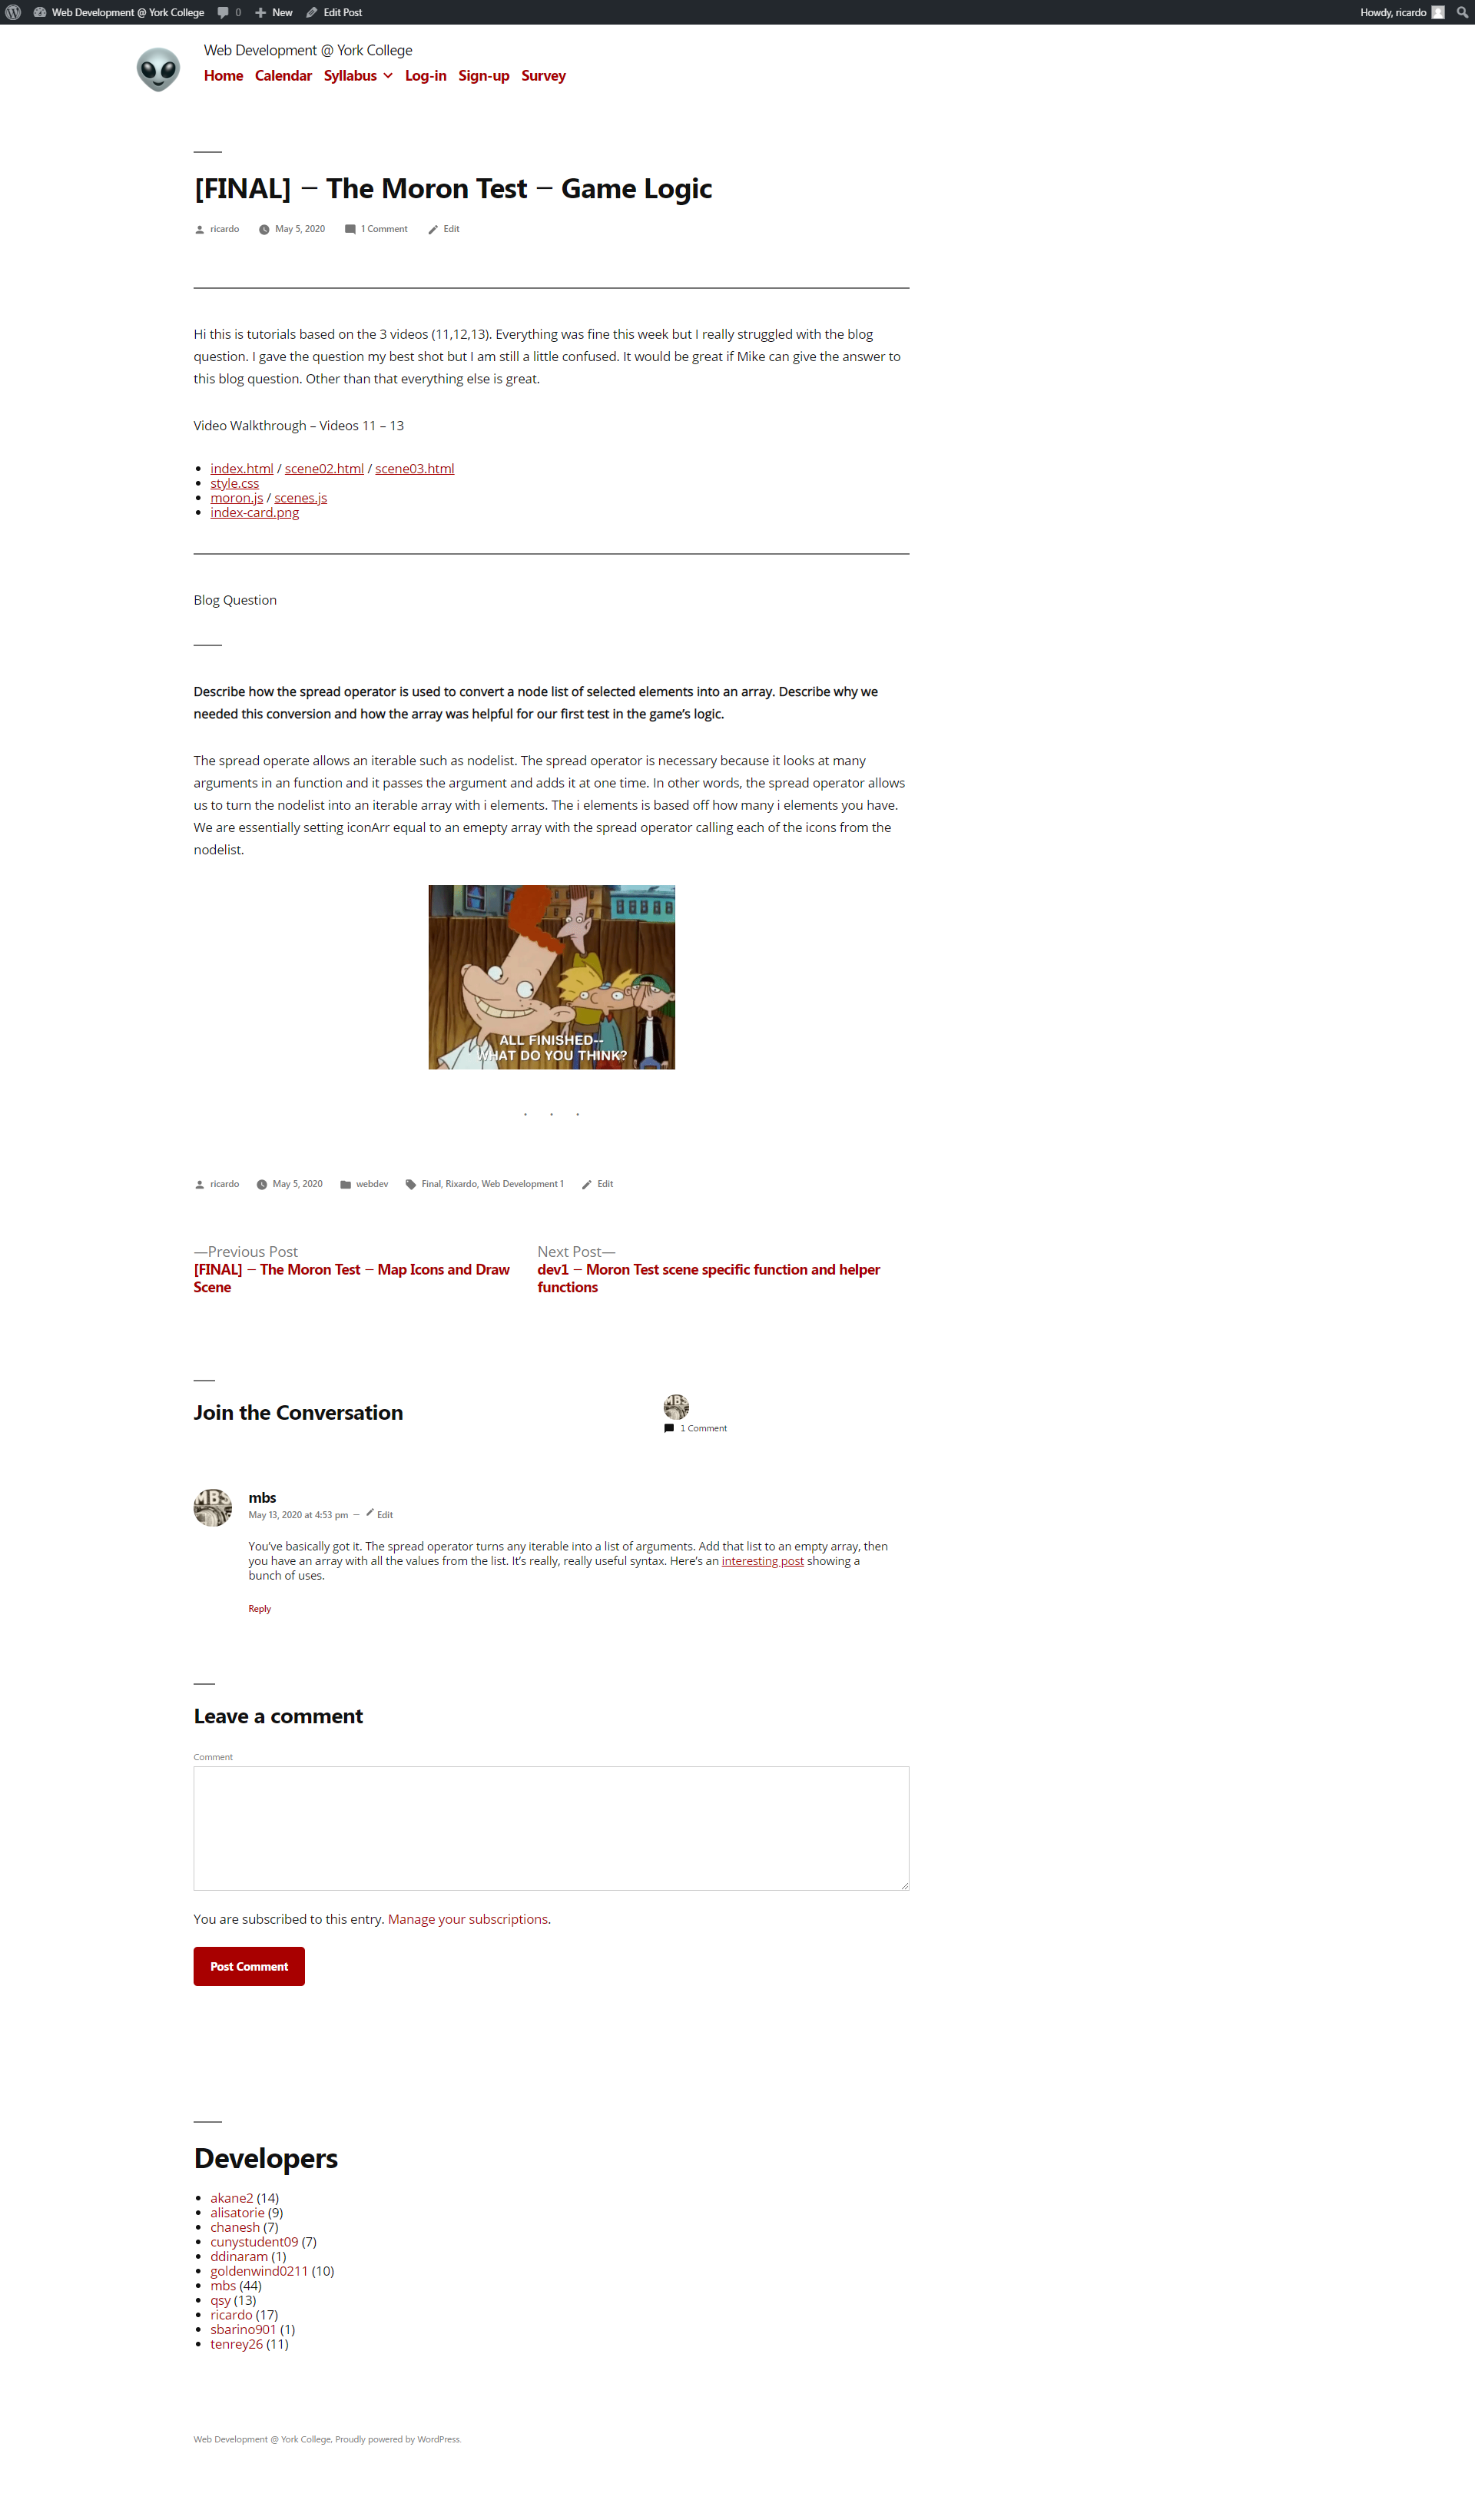 Web Development @ York College 0 New Edit Post Howdy, ricardo
Web Development @ York College
Home Calendar Syllabus Log-in Sign-up Survey
[FINAL] – The Moron Test – Game Logic
ricardo May 5, 2020 1 Comment Edit
Hi this is tutorials based on the 3 videos (11,12,13). Everything was fine this week but I really struggled with the blog
question. I gave the question my best shot but I am still a little confused. It would be great if Mike can give the answer to
this blog question. Other than that everything else is great.
Video Walkthrough – Videos 11 – 13
index.html / scene02.html / scene03.html
style.css
moron.js / scenes.js
index-card.png
Blog Question
Describe how the spread operator is used to convert a node list of selected elements into an array. Describe why we
needed this conversion and how the array was helpful for our first test in the game’s logic.
The spread operate allows an iterable such as nodelist. The spread operator is necessary because it looks at many
arguments in an function and it passes the argument and adds it at one time. In other words, the spread operator allows
us to turn the nodelist into an iterable array with i elements. The i elements is based off how many i elements you have.
We are essentially setting iconArr equal to an emepty array with the spread operator calling each of the icons from the
nodelist.
ALL FINISHED--
WHAT DO YOU THINK?
. . .
ricardo May 5, 2020 webdev Final, Rixardo, Web Development 1 Edit
—Previous Post
[FINAL] – The Moron Test – Map Icons and Draw
Scene
Next Post—
dev1 – Moron Test scene specific function and helper
functions
Join the Conversation
MBS
1 Comment
MBS
mbs
May 13, 2020 at 4:53 pm – Edit
You’ve basically got it. The spread operator turns any iterable into a list of arguments. Add that list to an empty array, then
you have an array with all the values from the list. It’s really, really useful syntax. Here’s an interesting post showing a
bunch of uses.
Reply
Leave a comment
Comment
You are subscribed to this entry. Manage your subscriptions.
Post Comment
Developers
akane2 (14)
alisatorie (9)
chanesh (7)
cunystudent09 (7)
ddinaram (1)
goldenwind0211 (10)
mbs (44)
qsy (13)
ricardo (17)
sbarino901 (1)
tenrey26 (11)
Web Development @ York College, Proudly powered by WordPress.